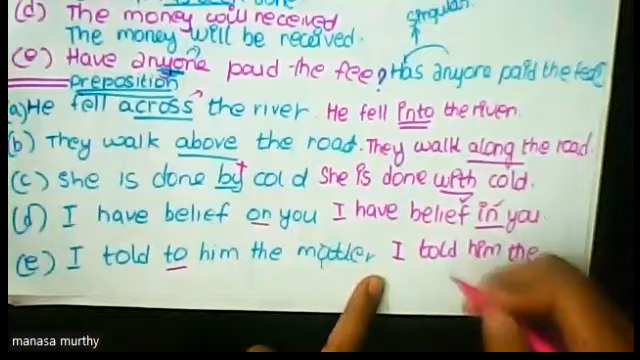 singular
(d) The money will received
The money will be received.
(e) Have anyone paid the fee? Has anyone paid the fee?
preposition
(a) He fell across the river. He fell into the river.
(b) They walk above the road. They walk along the road.
(c) She is done by cold She is done with cold.
(d) I have belief on you I have belief in you.
(e) I told to him the matter I told him the
manasa murthy